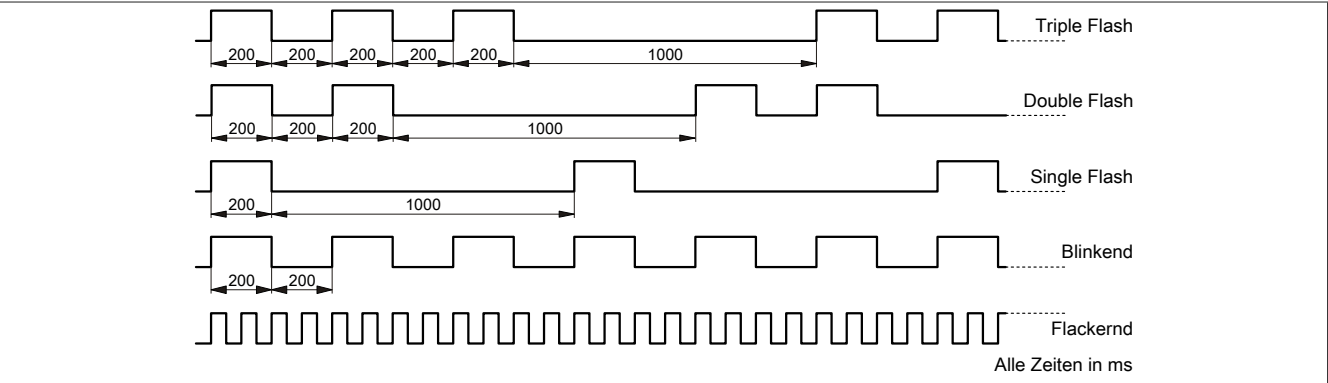 Triple Flash
200 200 200 200 200 1000
Double Flash
200 200 200 1000
Single Flash
200 1000
Blinkend
200 200
Flackernd
Alle Zeiten in ms